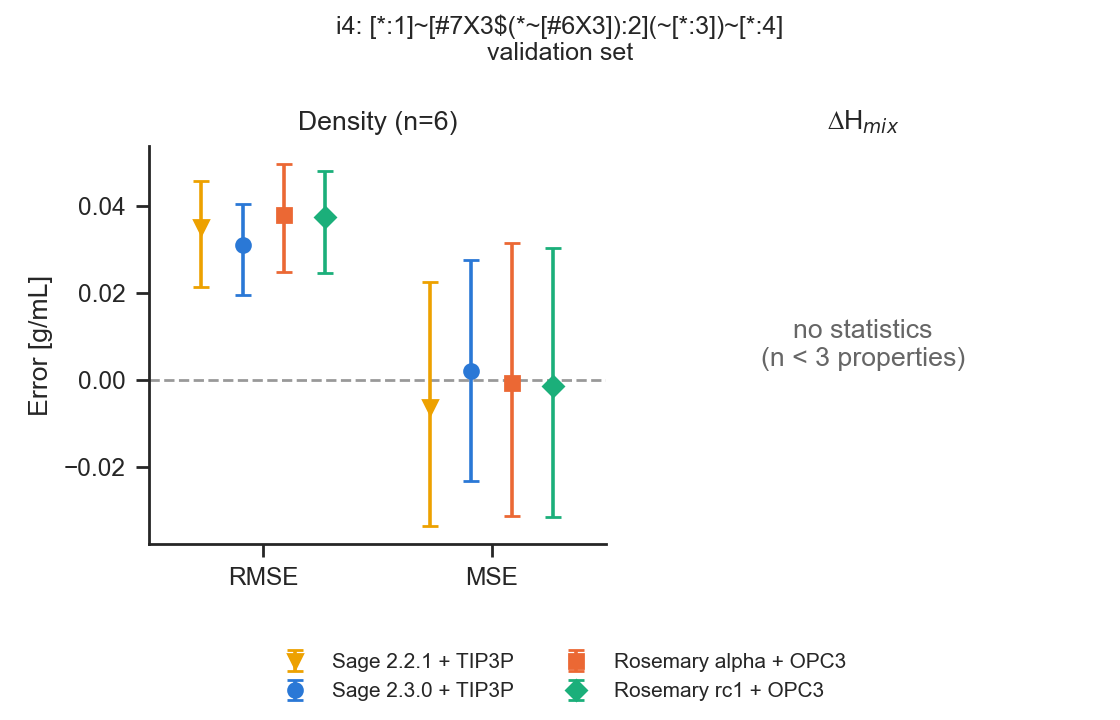 i4: [*:1]~[#7X3$(*~[#6X3]):2](~[*:3])~[*:4]
validation set
Density (n=6)
ΔHmix
0.04
0.02
0.00
−0.02
Error [g/mL]
no statistics
(n < 3 properties)
RMSE
MSE
Sage 2.2.1 + TIP3P
Sage 2.3.0 + TIP3P
Rosemary alpha + OPC3
Rosemary rc1 + OPC3